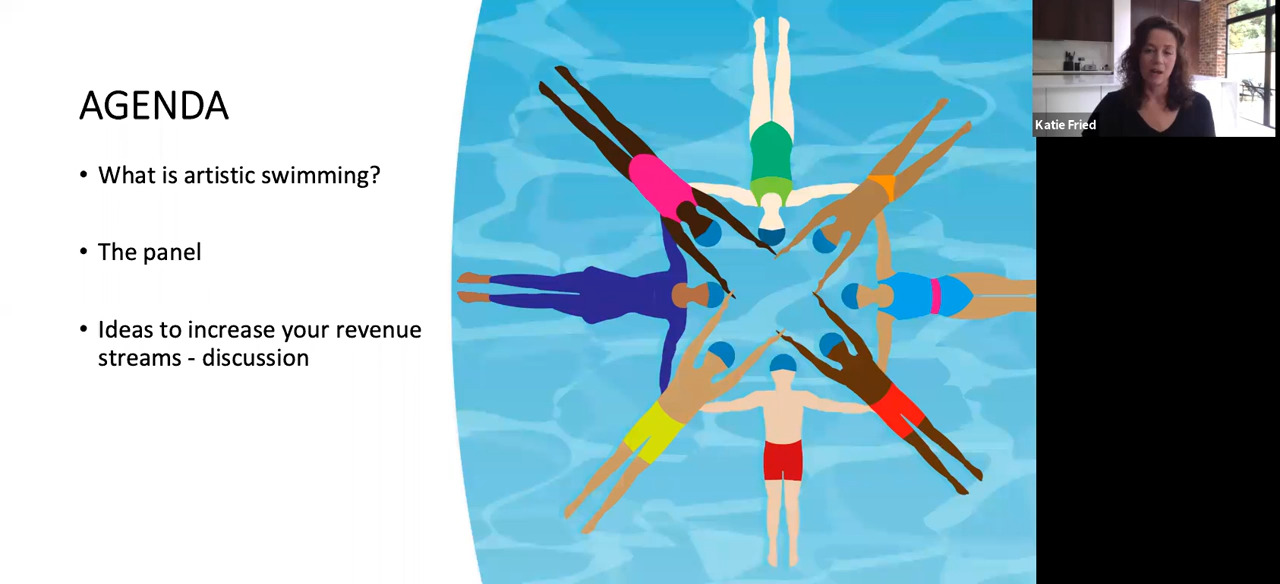 AGENDA
• What is artistic swimming?
• The panel
• Ideas to increase your revenue
streams - discussion
Katie Fried